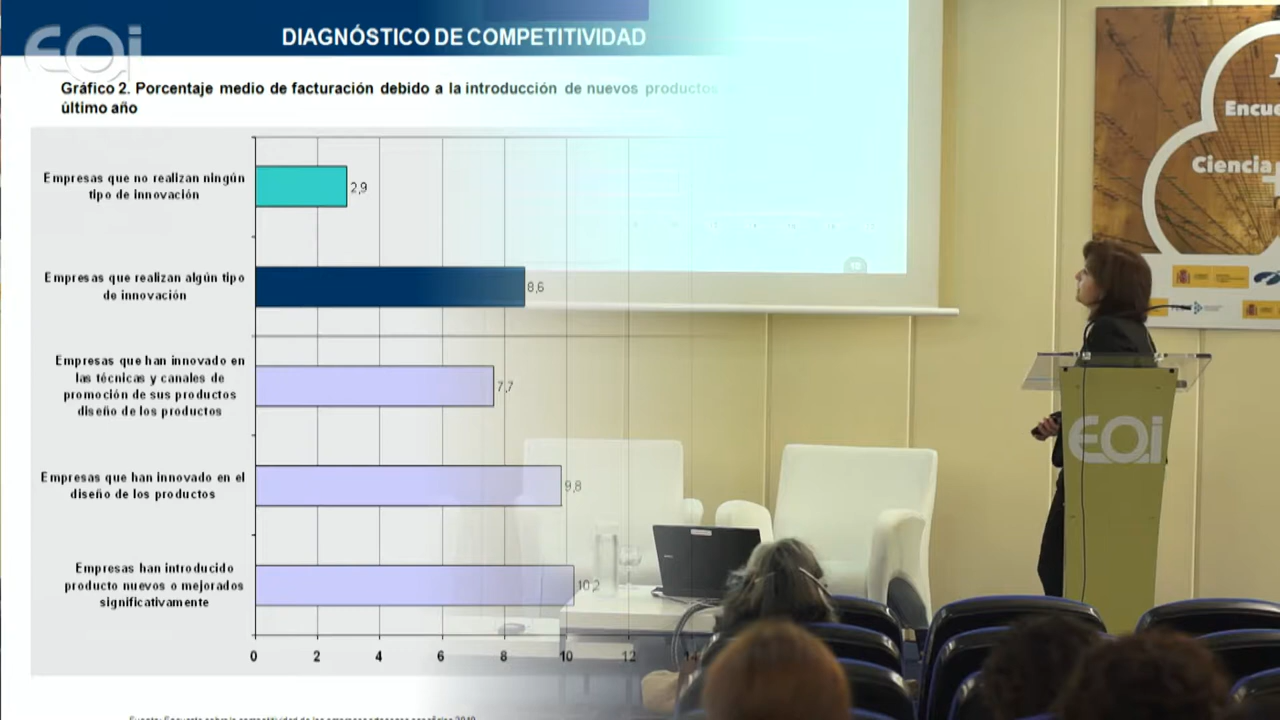 EOi
DIAGNÓSTICO DE COMPETITIVIDAD
Gráfico 2. Porcentaje medio de facturación debido a la introducción de nuevos productos
último año
Empresas que no realizan ningún
tipo de innovación
2,9
Empresas que realizan algún tipo
de innovación
8,6
Empresas que han innovado en
las técnicas y canales de
promoción de sus productos
diseño de los productos
7,7
Empresas que han innovado en el
diseño de los productos
9,8
Empresas han introducido
producto nuevos o mejorados
significativamente
10,2
0 2 4 6 8 10 12 14
Encue
Ciencia
EOi